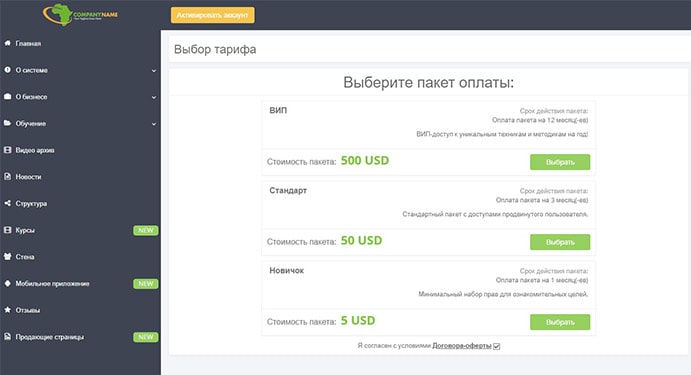 COMPANYNAME
Активировать аккаунт
Главная
О системе
О бизнесе
Обучение
Видео архив
Новости
Структура
Курсы NEW
Стена
Мобильное приложение NEW
Отзывы
Продающие страницы NEW
Выбор тарифа
Выберите пакет оплаты:
ВИП
Срок действия пакета:
Оплата пакета на 12 месяц(-ев)
ВИП-доступ к уникальным техникам и методикам на год!
Стоимость пакета: 500 USD Выбрать
Стандарт
Срок действия пакета:
Оплата пакета на 3 месяц(-ев)
Стандартный пакет с доступами продвинутого пользователя.
Стоимость пакета: 50 USD Выбрать
Новичок
Срок действия пакета:
Оплата пакета на 1 месяц(-ев)
Минимальный набор прав для ознакомительных целей.
Стоимость пакета: 5 USD Выбрать
Я согласен с условиями Договора-оферты